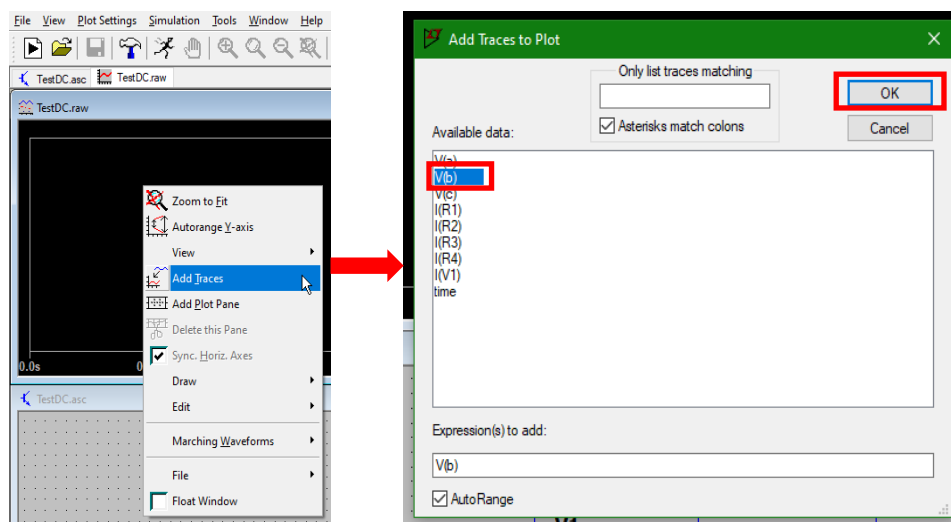 File View Plot Settings Simulation Tools Window Help
TestDC.asc TestDC.raw
TestDC.raw
Zoom to Fit
Autorange Y-axis
View
Add Traces
Add Plot Pane
Delete this Pane
Sync. Horiz. Axes
Draw
Edit
Marching Waveforms
File
Float Window
0.0s
TestDC.asc
Add Traces to Plot
Only list traces matching
OK
Asterisks match colons
Cancel
Available data:
V(a)
V(b)
V(c)
I(R1)
I(R2)
I(R3)
I(R4)
I(V1)
time
Expression(s) to add:
V(b)
AutoRange